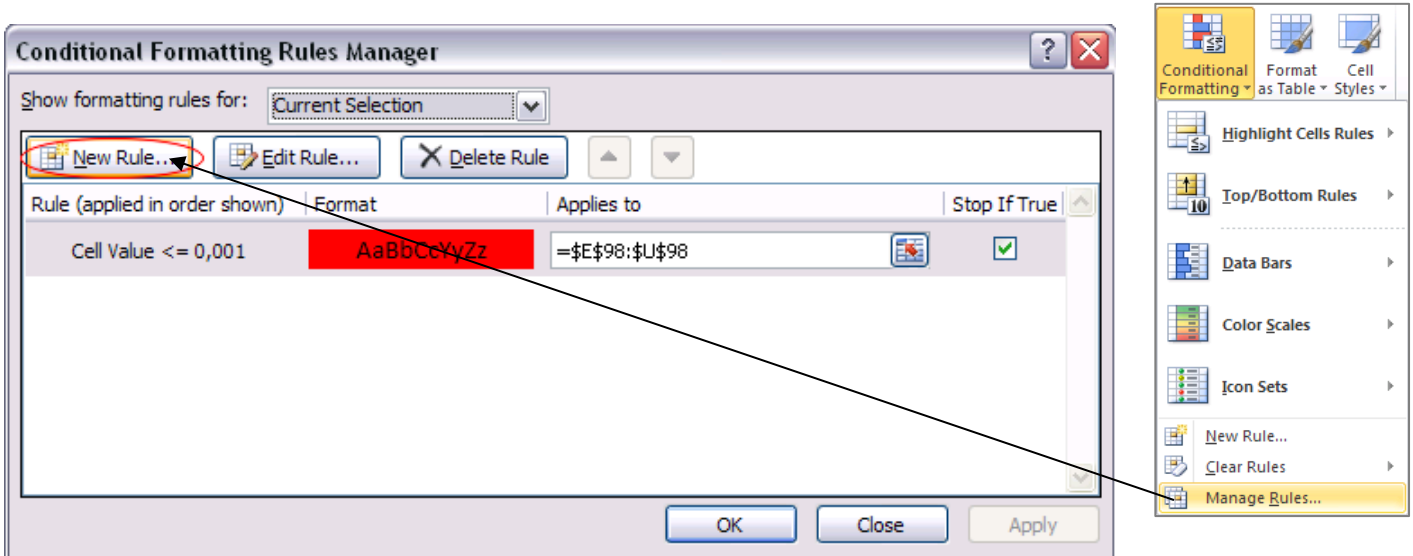 Conditional Formatting Rules Manager
?
Show formatting rules for: Current Selection
New Rule... Edit Rule... Delete Rule
Rule (applied in order shown) Format Applies to Stop If True
Cell Value <= 0,001 AaBbCcYyZz =$E$98:$U$98
OK Close Apply
Conditional Format Cell
Formatting as Table Styles
Highlight Cells Rules
10 Top/Bottom Rules
Data Bars
Color Scales
Icon Sets
New Rule...
Clear Rules
Manage Rules...